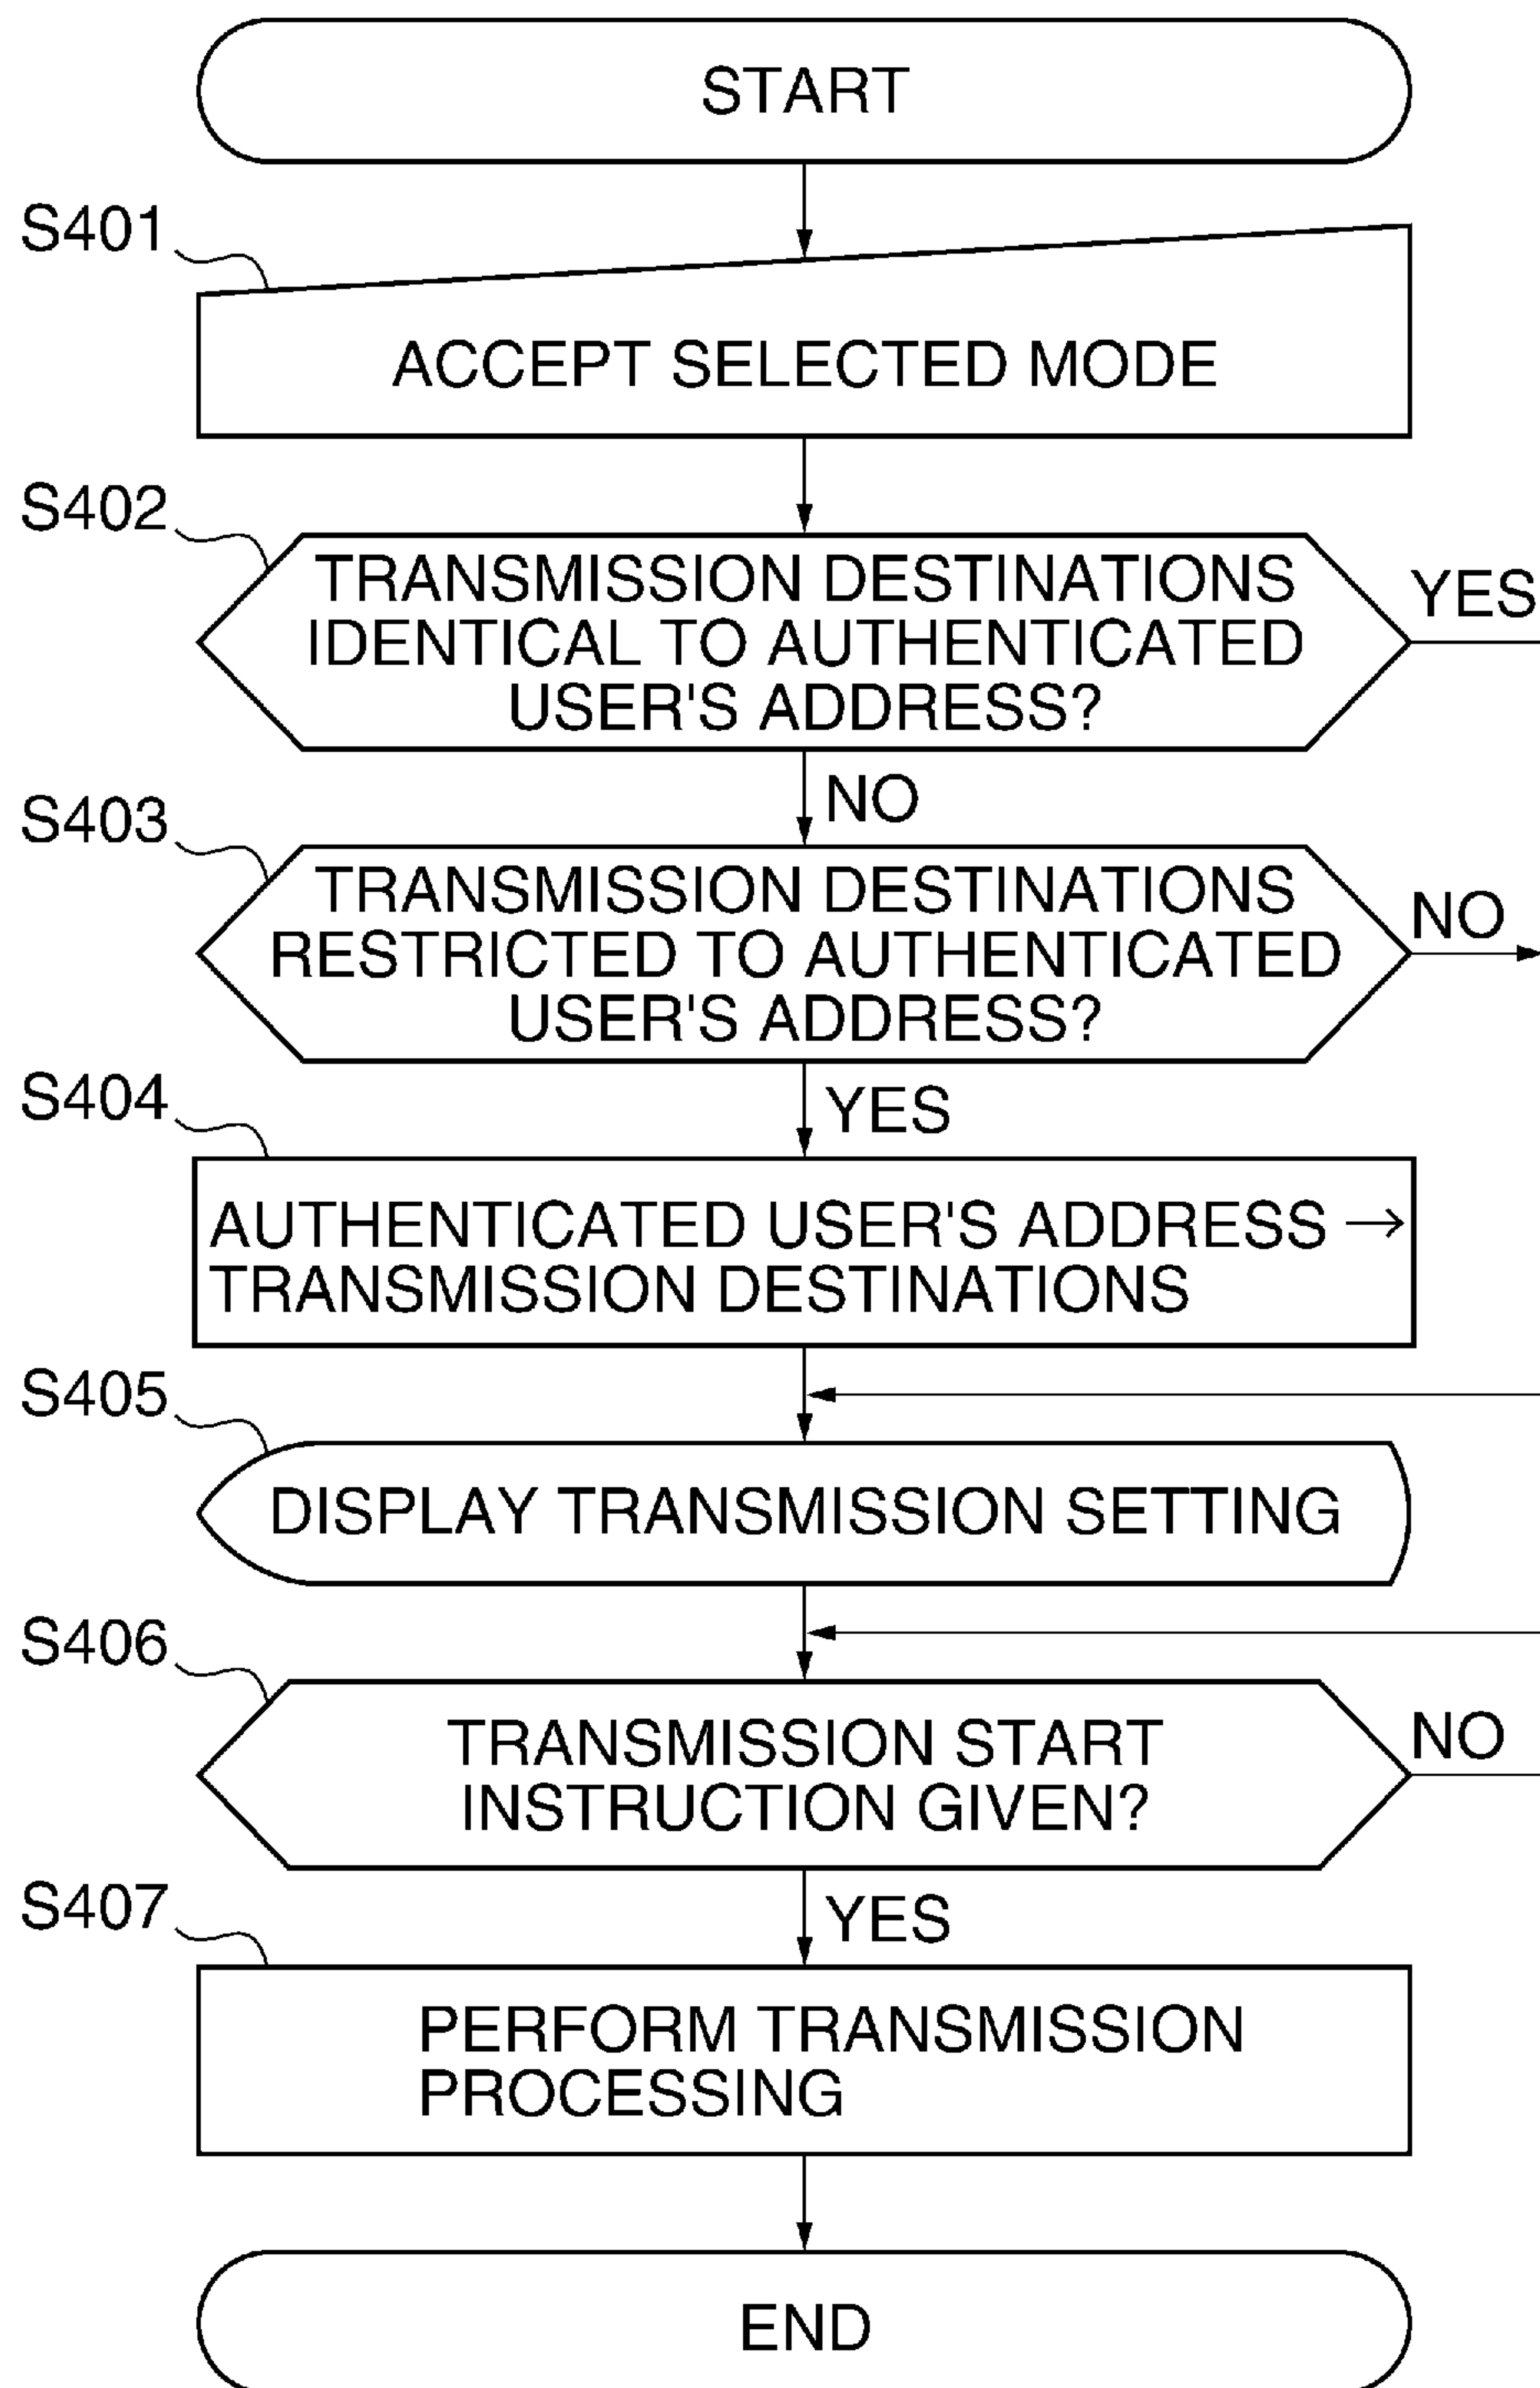 START
S401
ACCEPT SELECTED MODE
S402
TRANSMISSION DESTINATIONS
IDENTICAL TO AUTHENTICATED
USER'S ADDRESS?
YES
NO
S403
TRANSMISSION DESTINATIONS
RESTRICTED TO AUTHENTICATED
USER'S ADDRESS?
NO
YES
S404
AUTHENTICATED USER'S ADDRESS →
TRANSMISSION DESTINATIONS
S405
DISPLAY TRANSMISSION SETTING
S406
TRANSMISSION START
INSTRUCTION GIVEN?
NO
YES
S407
PERFORM TRANSMISSION
PROCESSING
END